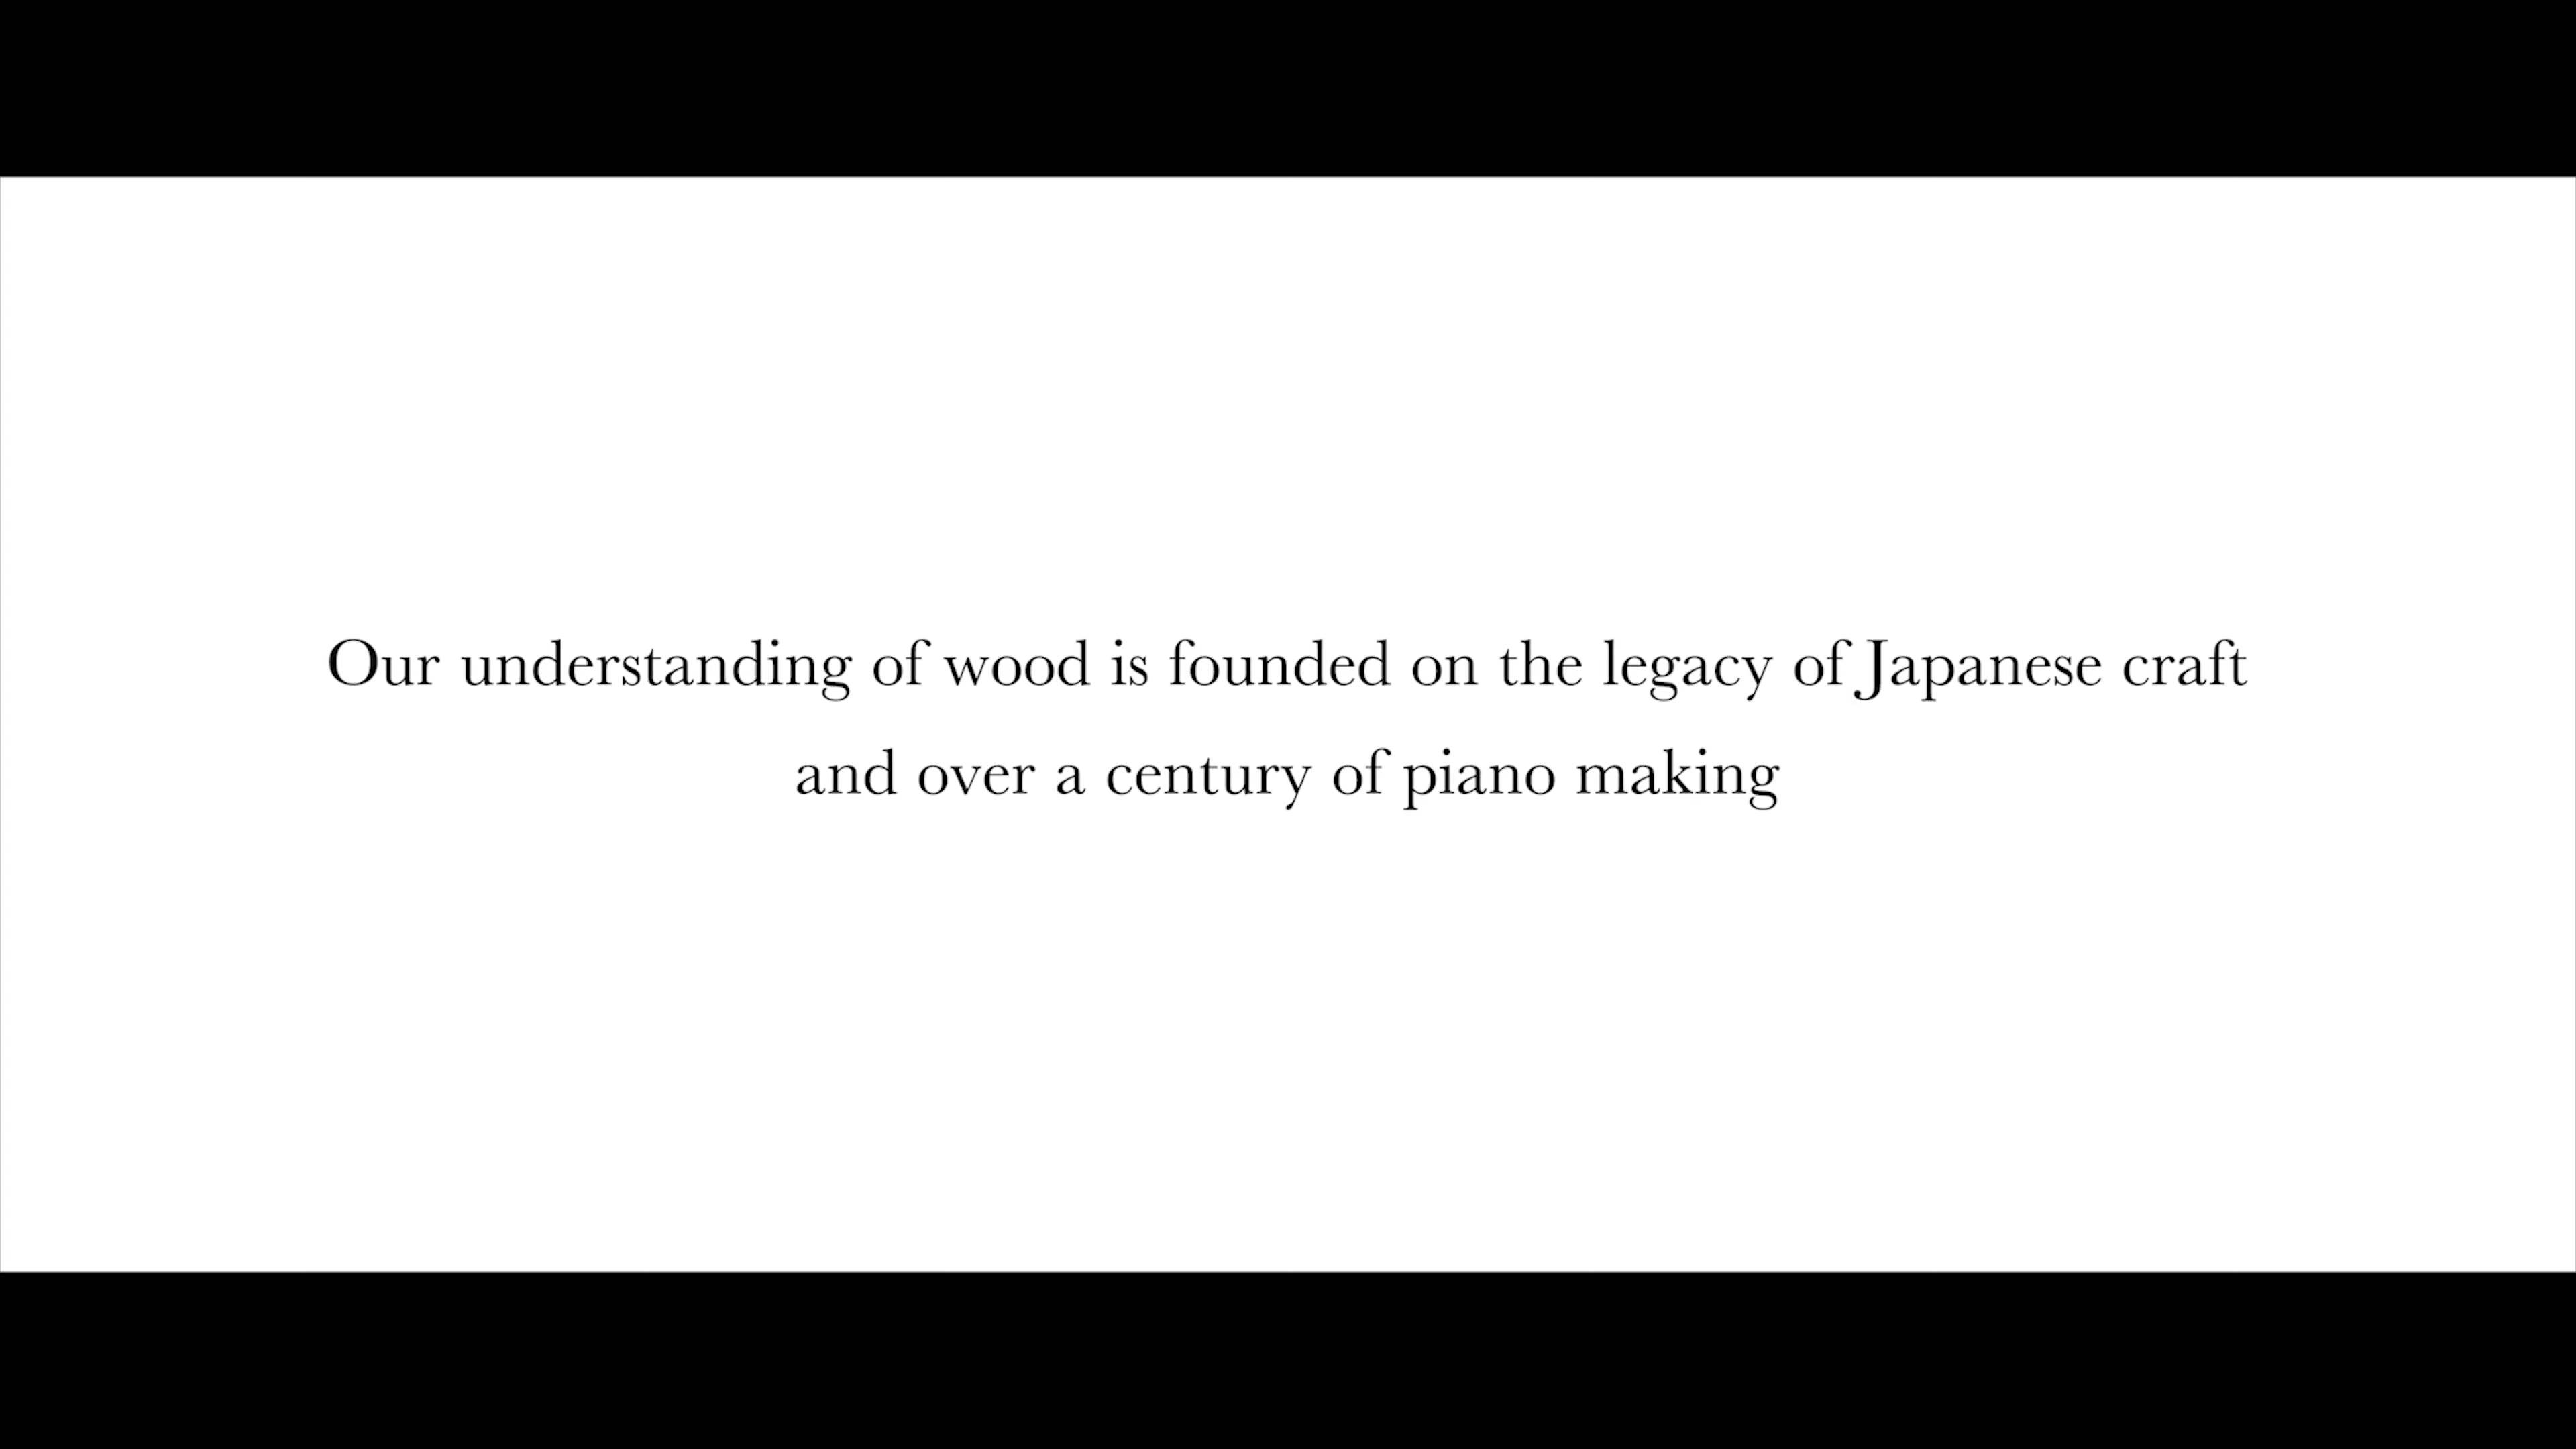 Our understanding of wood is founded on the legacy of Japanese craft
and over a century of piano making